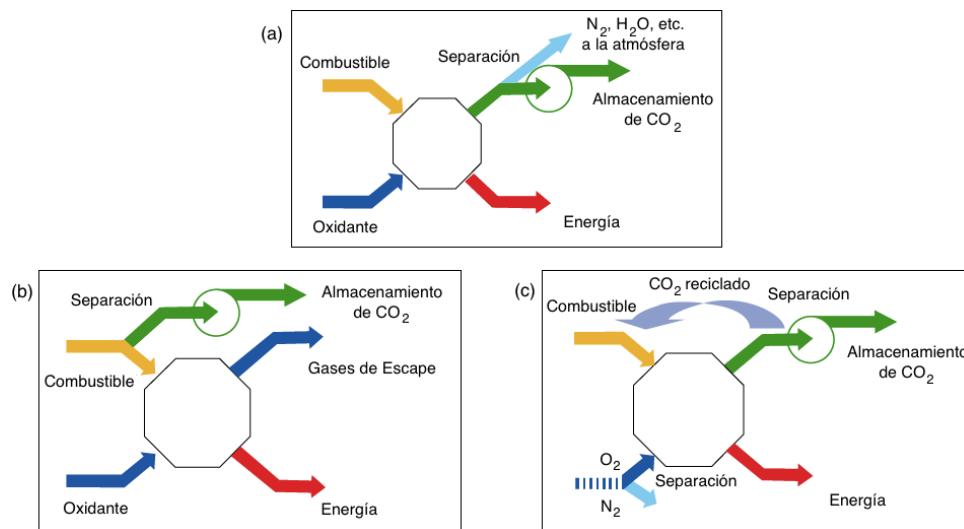 (a)
N2, H2O, etc.
a la atmósfera
Separación
Combustible
Almacenamiento
de CO2
Oxidante
Energía
(b)
Separación
Almacenamiento
de CO2
Combustible
Gases de Escape
Oxidante
Energía
(c)
CO2 reciclado
Combustible
Separación
Almacenamiento
de CO2
O2
Separación
N2
Energía